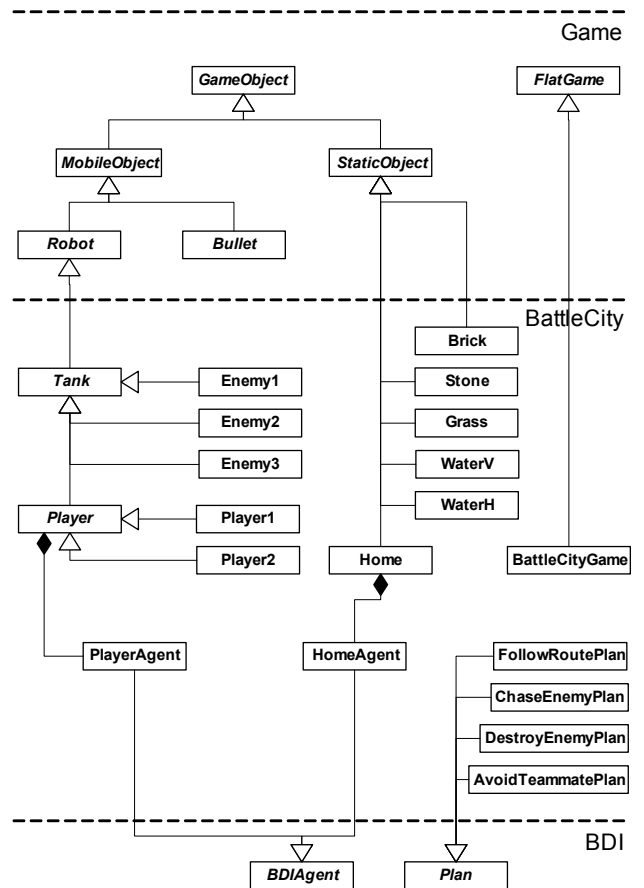 Game
GameObject
FlatGame
MobileObject
StaticObject
Robot
Bullet
BattleCity
Brick
Tank
Enemy1
Stone
Enemy2
Grass
Enemy3
WaterV
WaterH
Player
Player1
Player2
Home
BattleCityGame
PlayerAgent
HomeAgent
FollowRoutePlan
ChaseEnemyPlan
DestroyEnemyPlan
AvoidTeammatePlan
BDI
BDIAgent
Plan